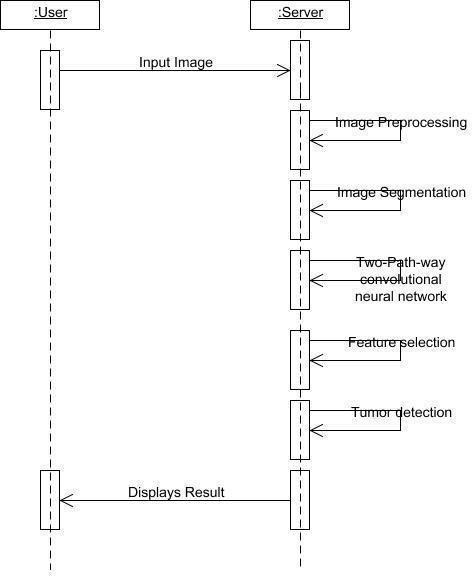 :User
:Server
Input Image
Image Preprocessing
Image Segmentation
Two-Path-way
convolutional
neural network
Feature selection
Tumor detection
Displays Result